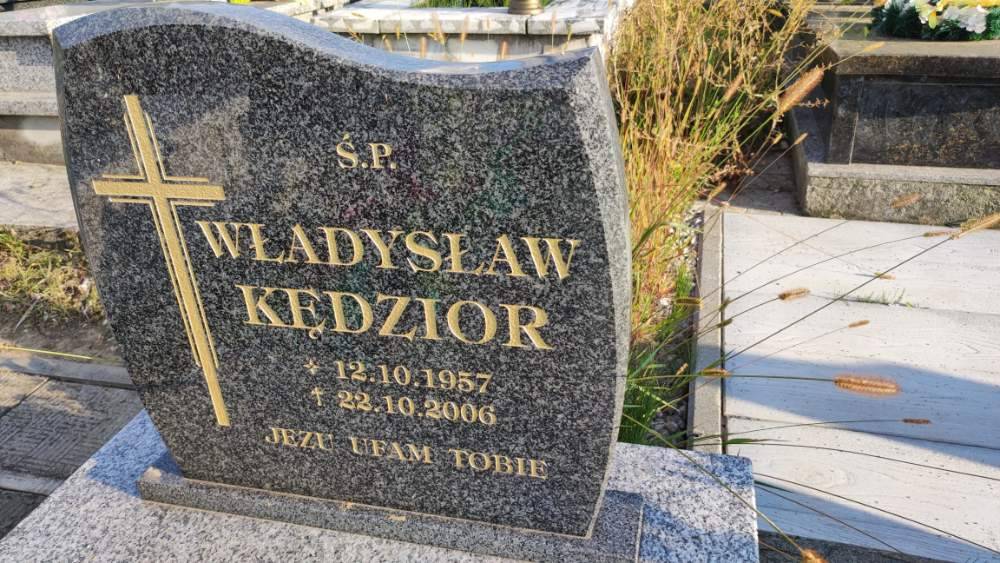 Ś.P.
WŁADYSŁAW
KĘDZIOR
12.10.1957
† 22.10.2006
JEZU UFAM TOBIE